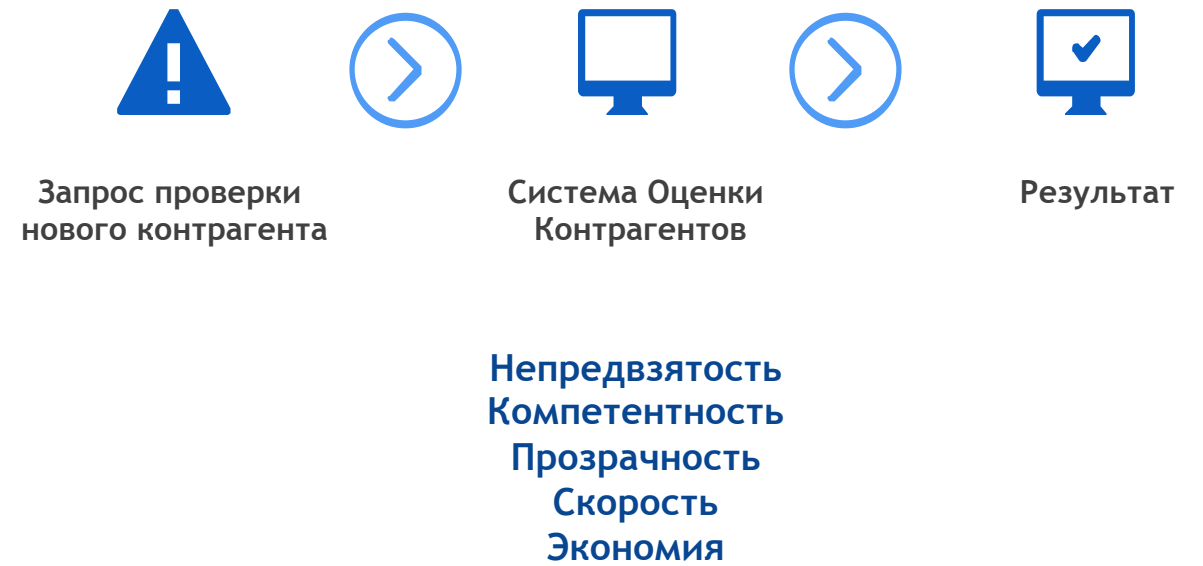 Запрос проверки
нового контрагента
Система Оценки
Контрагентов
Результат
Непредвзятость
Компетентность
Прозрачность
Скорость
Экономия